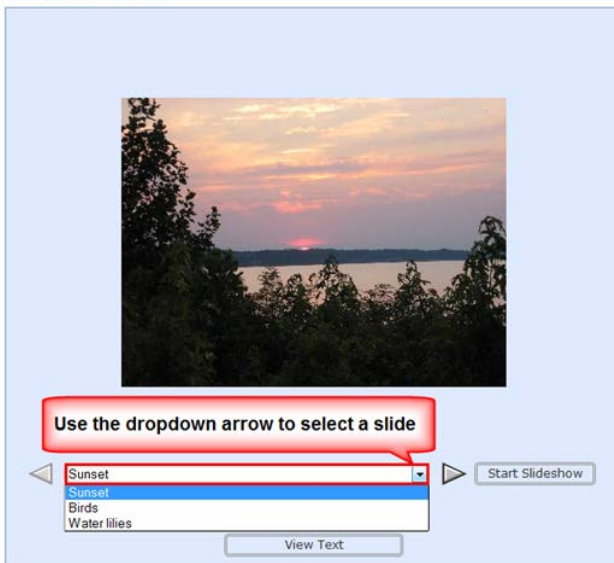 Use the dropdown arrow to select a slide
Sunset
Start Slideshow
Sunset
Birds
Water lilies
View Text